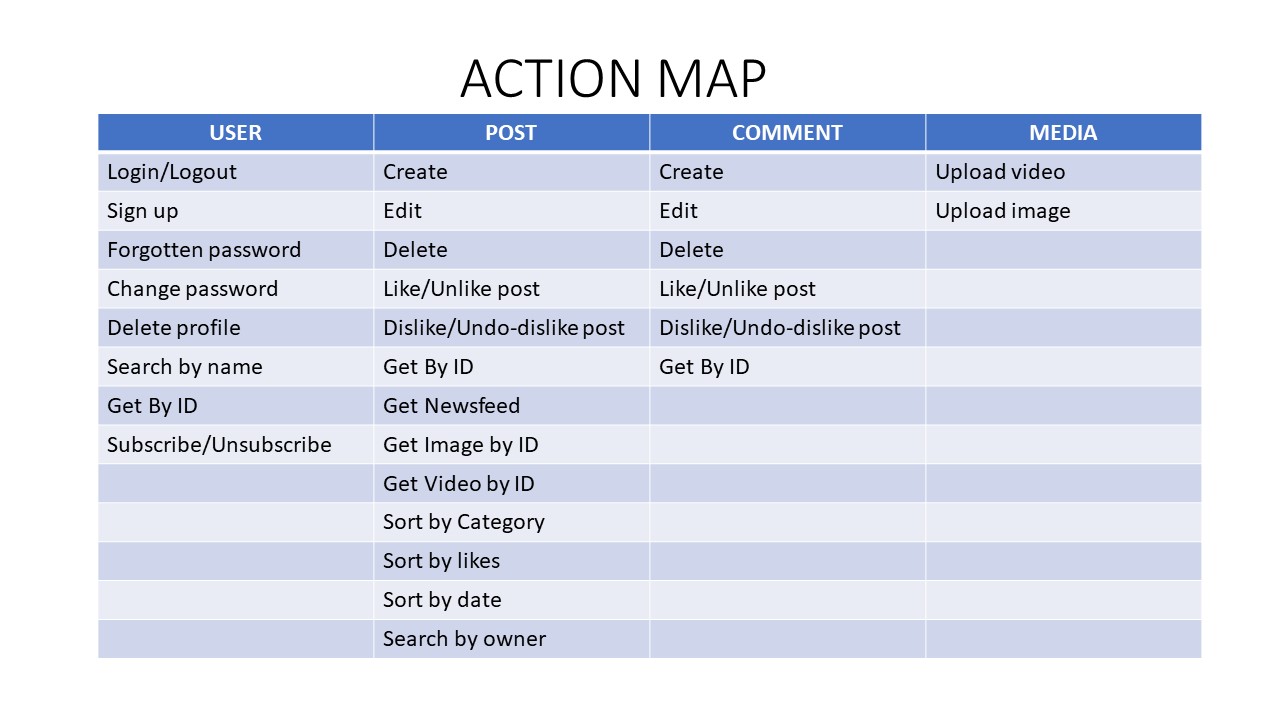 ACTION MAP
USER POST COMMENT MEDIA
Login/Logout Create Create Upload video
Sign up Edit Edit Upload image
Forgotten password Delete Delete
Change password Like/Unlike post Like/Unlike post
Delete profile Dislike/Undo-dislike post Dislike/Undo-dislike post
Search by name Get By ID Get By ID
Get By ID Get Newsfeed
Subscribe/Unsubscribe Get Image by ID
Get Video by ID
Sort by Category
Sort by likes
Sort by date
Search by owner